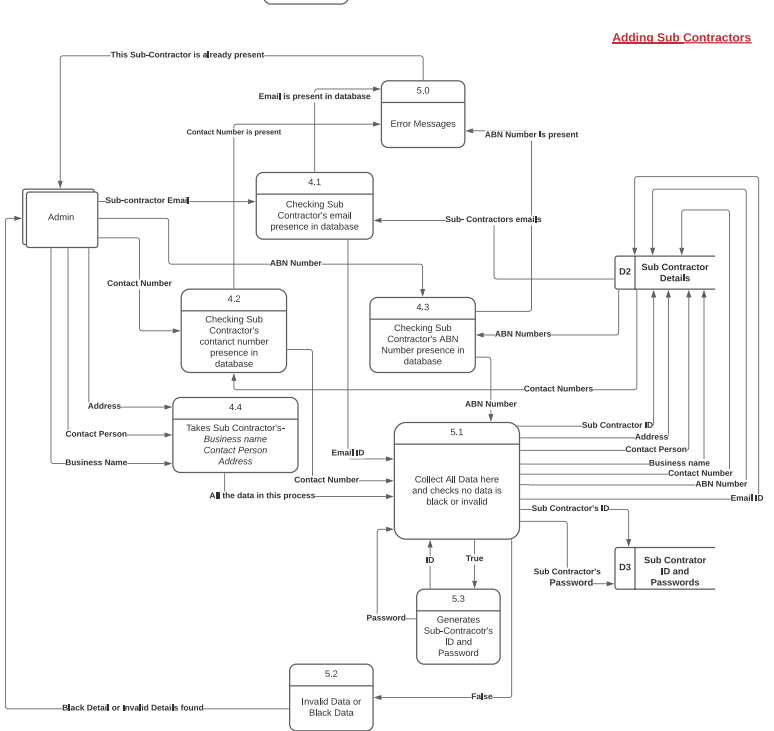 Adding Sub Contractors
This Sub-Contractor is already present
5.0
Error Messages
Email is present in database
Contact Number is present
ABN Number Is present
4.1
Checking Sub
Contractor's email
presence in database
Admin
Sub-contractor Email
Sub- Contractors emails
ABN Number
D2
Sub Contractor
Details
Contact Number
4.2
Checking Sub
Contractor's
contanct number
presence in
database
4.3
Checking Sub
Contractor's ABN
Number presence in
database
ABN Numbers
Contact Numbers
Address
Contact Person
Business Name
4.4
Takes Sub Contractor's-
Business name
Contact Person
Address
ABN Number
Email ID
Contact Number
All the data in this process
5.1
Collect All Data here
and checks no data is
black or invalid
Sub Contractor ID
Address
Contact Person
Business name
Contact Number
ABN Number
Email ID
Sub Contractor's ID
Sub Contractor's
Password
D3
Sub Contrator
ID and
Passwords
ID
True
Password
5.3
Generates
Sub-Contracotr's
ID and
Password
5.2
Invalid Data or
Black Data
False
Black Detail or Invalid Details found